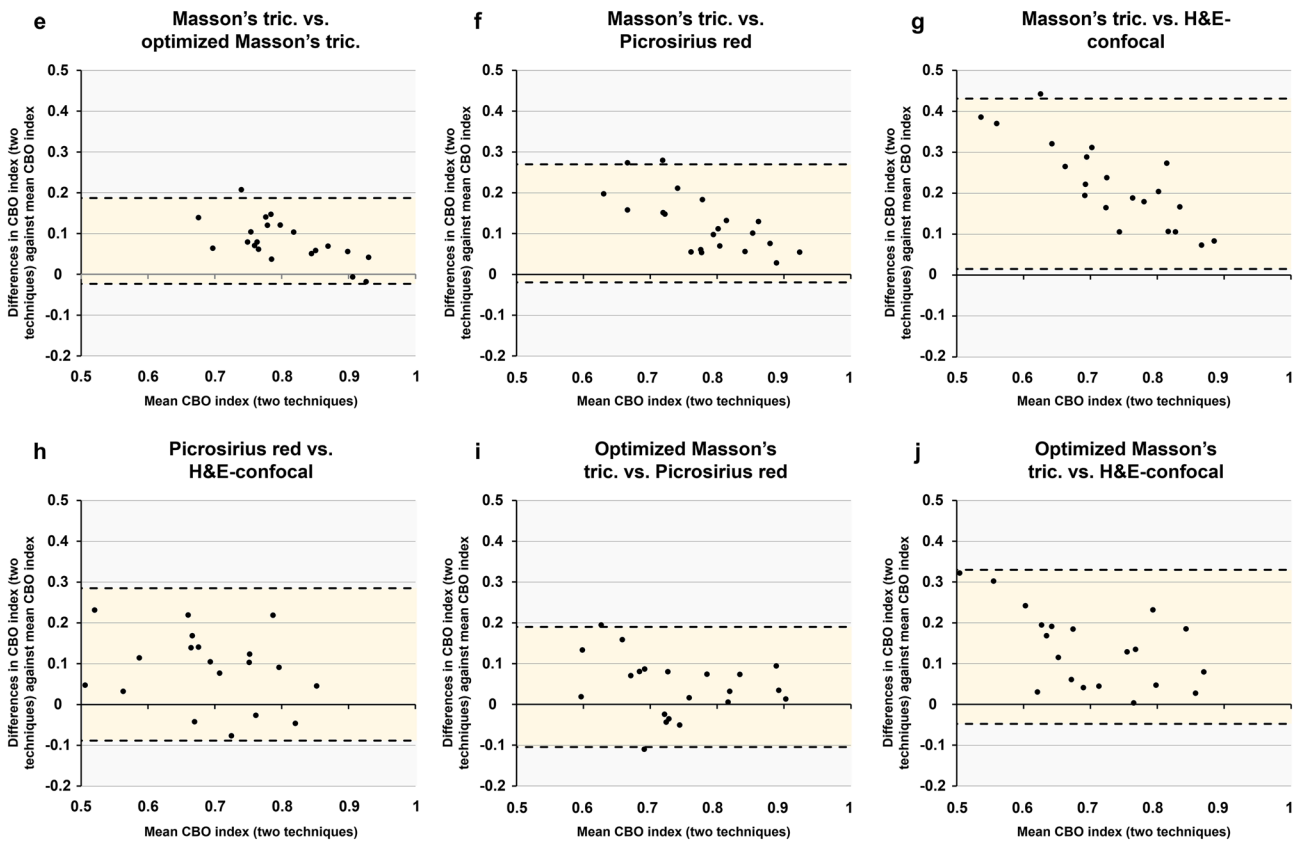 e
Masson's tric. vs.
optimized Masson's tric.
Differences in CBO index (two
techniques) against mean CBO index
0.5
0.4
0.3
0.2
0.1
0
-0.1
-0.2
0.5 0.6 0.7 0.8 0.9 1
Mean CBO index (two techniques)
f
Masson's tric. vs.
Picrosirius red
Differences in CBO index (two
techniques) against mean CBO index
0.5
0.4
0.3
0.2
0.1
0
-0.1
-0.2
0.5 0.6 0.7 0.8 0.9 1
Mean CBO index (two techniques)
g
Masson's tric. vs. H&E-
confocal
Differences in CBO index (two
techniques) against mean CBO index
0.5
0.4
0.3
0.2
0.1
0
-0.1
-0.2
0.5 0.6 0.7 0.8 0.9 1
Mean CBO index (two techniques)
h
Picrosirius red vs.
H&E-confocal
Differences in CBO index (two
techniques) against mean CBO index
0.5
0.4
0.3
0.2
0.1
0
-0.1
-0.2
0.5 0.6 0.7 0.8 0.9 1
Mean CBO index (two techniques)
i
Optimized Masson's
tric. vs. Picrosirius red
Differences in CBO index (two
techniques) against mean CBO index
0.5
0.4
0.3
0.2
0.1
0
-0.1
-0.2
0.5 0.6 0.7 0.8 0.9 1
Mean CBO index (two techniques)
j
Optimized Masson's
tric. vs. H&E-confocal
Differences in CBO index (two
techniques) against mean CBO index
0.5
0.4
0.3
0.2
0.1
0
-0.1
-0.2
0.5 0.6 0.7 0.8 0.9 1
Mean CBO index (two techniques)